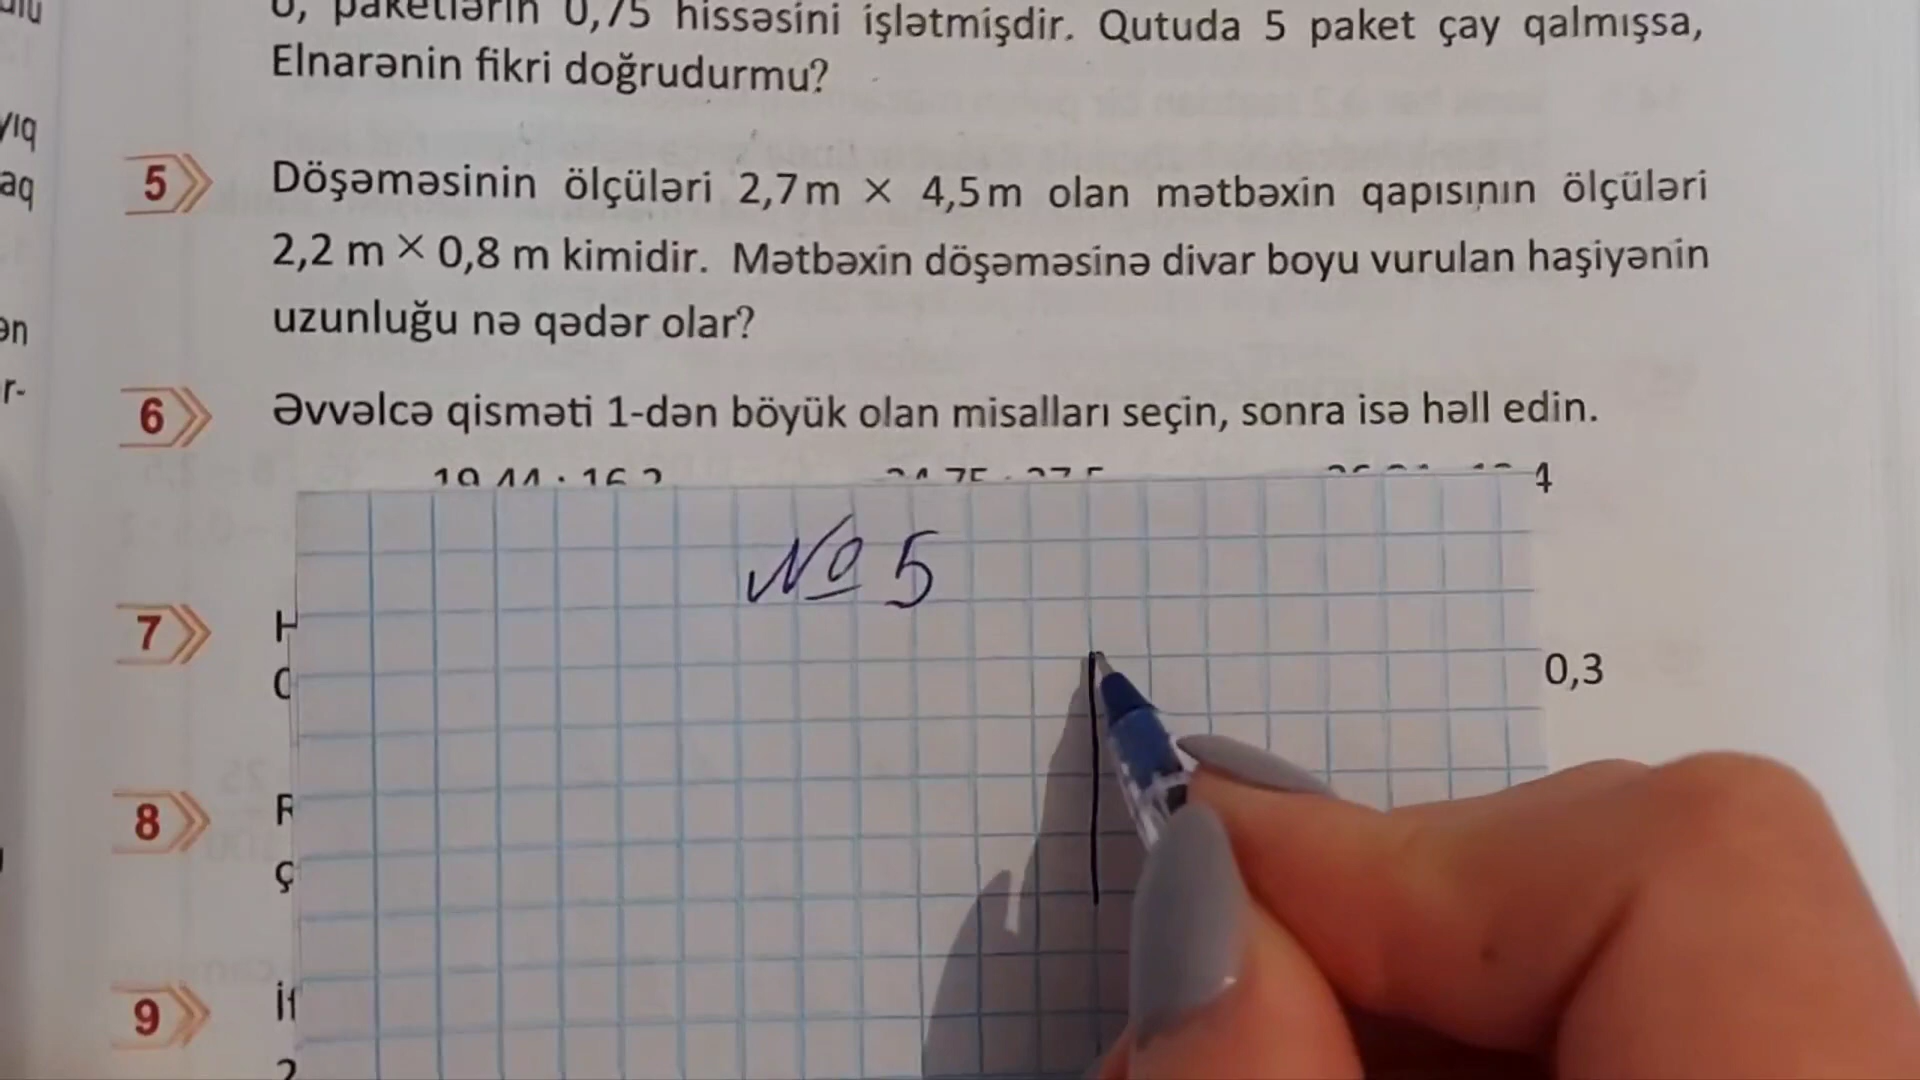 paketlərin 0,75 hissəsini işlətmişdir. Qutuda 5 paket çay qalmışsa,
Elnarənin fikri doğrudurmu?
5 Döşəməsinin ölçüləri 2,7m × 4,5m olan mətbəxin qapısının ölçüləri
2,2 m × 0,8 m kimidir. Mətbəxin döşəməsinə divar boyu vurulan haşiyənin
uzunluğu nə qədər olar?
6 Əvvəlcə qisməti 1-dən böyük olan misalları seçin, sonra isə həll edin.
№ 5
7
0,3
8
9